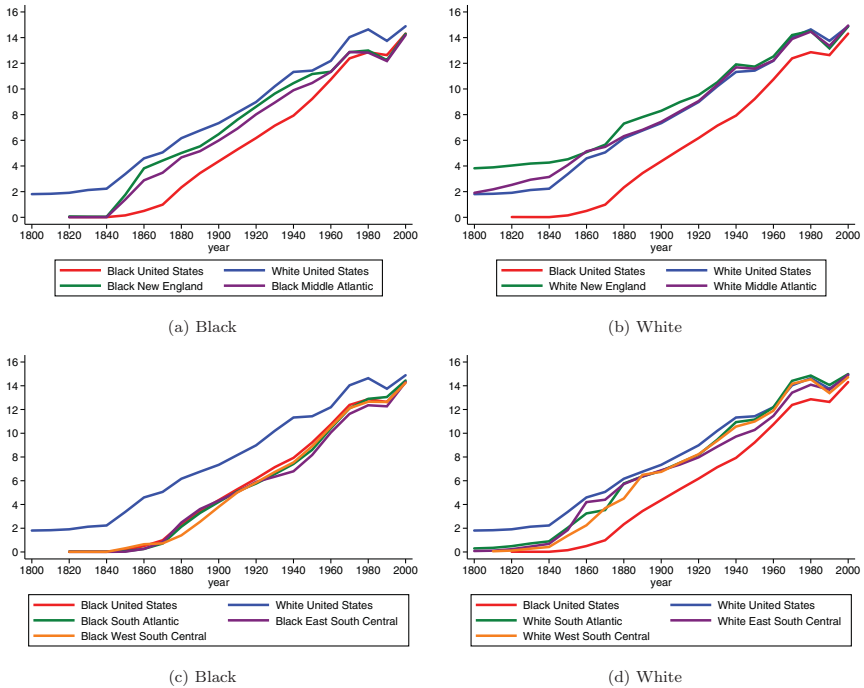 16
14
12
10
8
6
4
2
0
1800 1820 1840 1860 1880 1900 1920 1940 1960 1980 2000
year
Black United States White United States
Black New England Black Middle Atlantic
(a) Black
16
14
12
10
8
6
4
2
0
1800 1820 1840 1860 1880 1900 1920 1940 1960 1980 2000
year
Black United States White United States
White New England White Middle Atlantic
(b) White
16
14
12
10
8
6
4
2
0
1800 1820 1840 1860 1880 1900 1920 1940 1960 1980 2000
year
Black United States White United States
Black South Atlantic Black East South Central
Black West South Central
(c) Black
16
14
12
10
8
6
4
2
0
1800 1820 1840 1860 1880 1900 1920 1940 1960 1980 2000
year
Black United States White United States
White South Atlantic White East South Central
White West South Central
(d) White